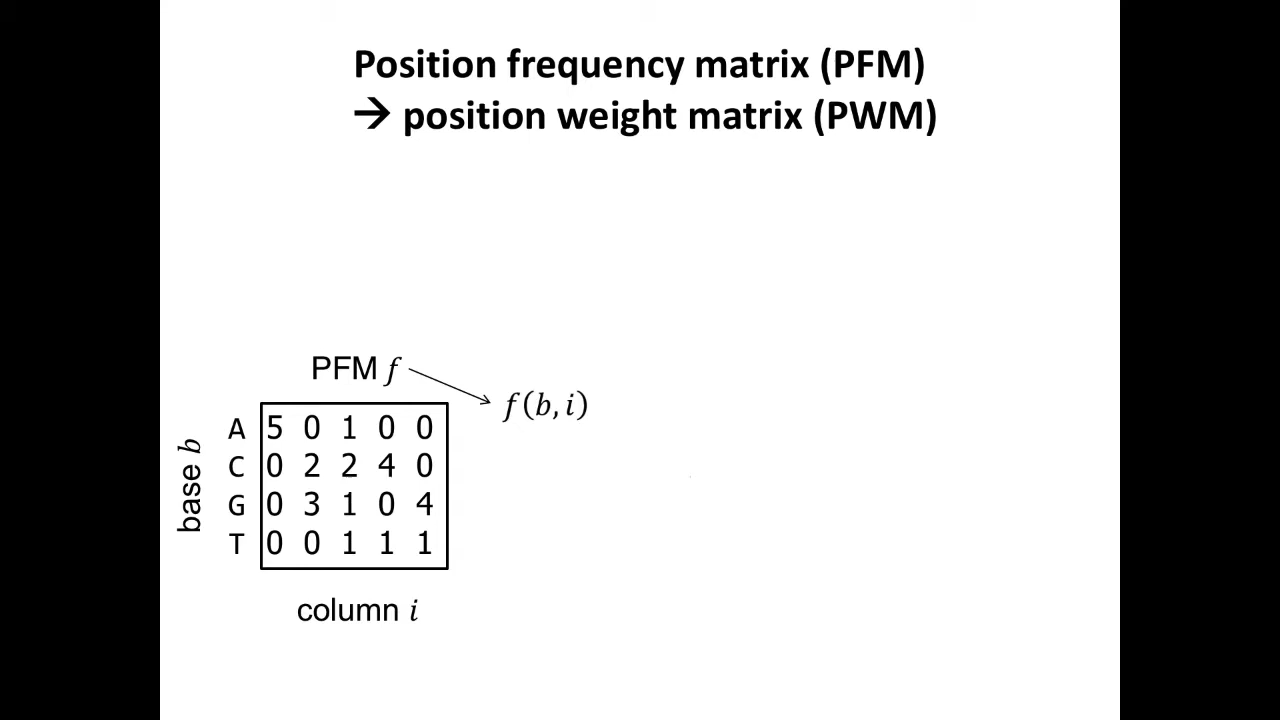 Position frequency matrix (PFM)
→ position weight matrix (PWM)
PFM f
f(b, i)
A 5 0 1 0 0
C 0 2 2 4 0
G 0 3 1 0 4
T 0 0 1 1 1
base b
column i